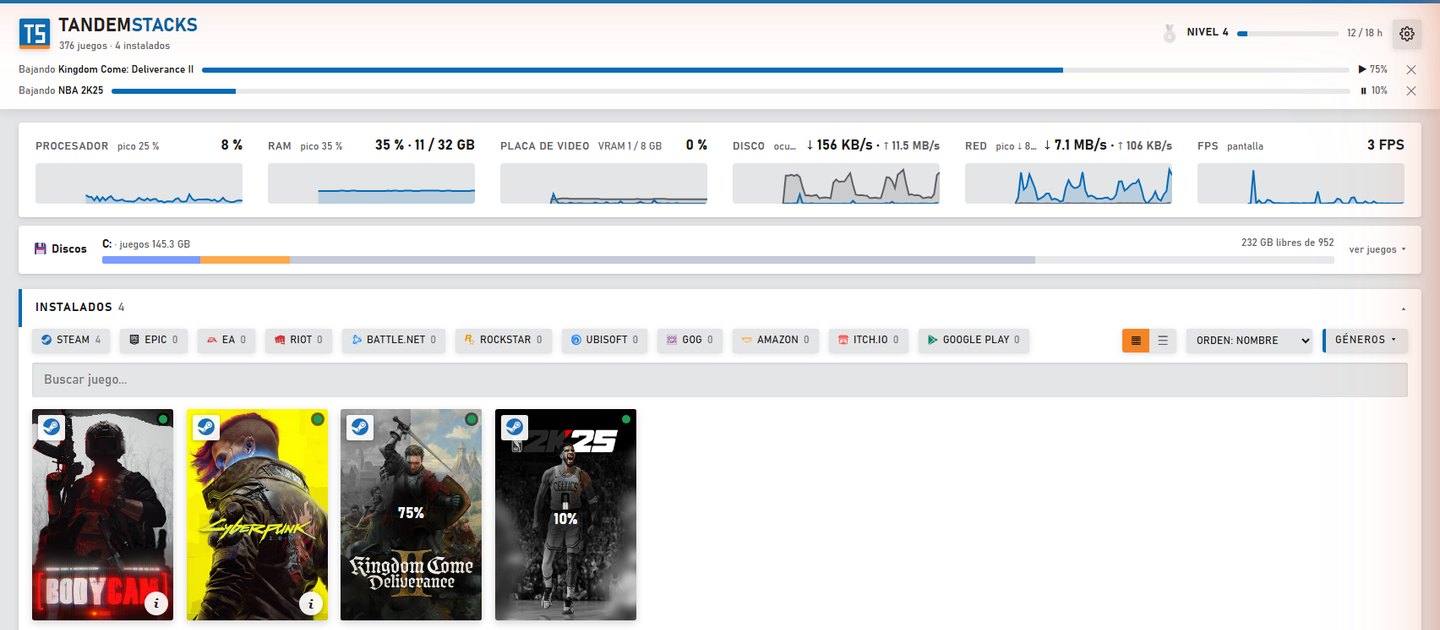 TS TANDEMSTACKS
376 juegos · 4 instalados
NIVEL 4 12 / 18 h
Bajando Kingdom Come: Deliverance II 75%
Bajando NBA 2K25 10%
PROCESADOR pico 25 % 8 %
RAM pico 35 % 35 % · 11 / 32 GB
PLACA DE VIDEO VRAM 1 / 8 GB 0 %
DISCO ocu... ↓ 156 KB/s · ↑ 11.5 MB/s
RED pico ↓ 8... ↓ 7.1 MB/s · ↑ 106 KB/s
FPS pantalla 3 FPS
Discos C: · juegos 145.3 GB 232 GB libres de 952 ver juegos
INSTALADOS 4
STEAM 4 EPIC 0 EA 0 RIOT 0 BATTLE.NET 0 ROCKSTAR 0 UBISOFT 0 GOG 0 AMAZON 0 ITCH.IO 0 GOOGLE PLAY 0 ORDEN: NOMBRE GÉNEROS
Buscar juego...
BODYCAM
i
Cyberpunk
i
75%
Kingdom Come
II
Deliverance
2K25
CELTICS
0
10%